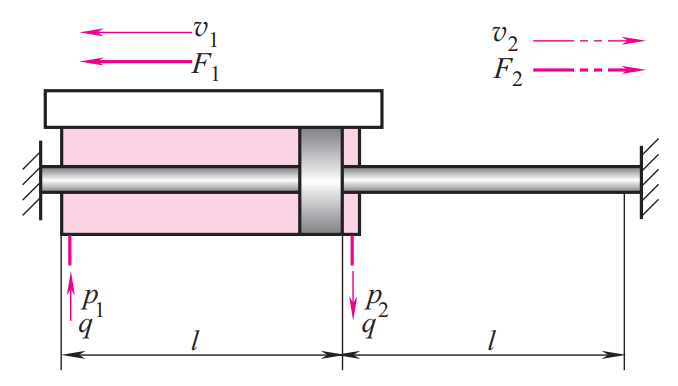 v₁
F₁
v₂
F₂
p₁
q
p₂
q
l
l